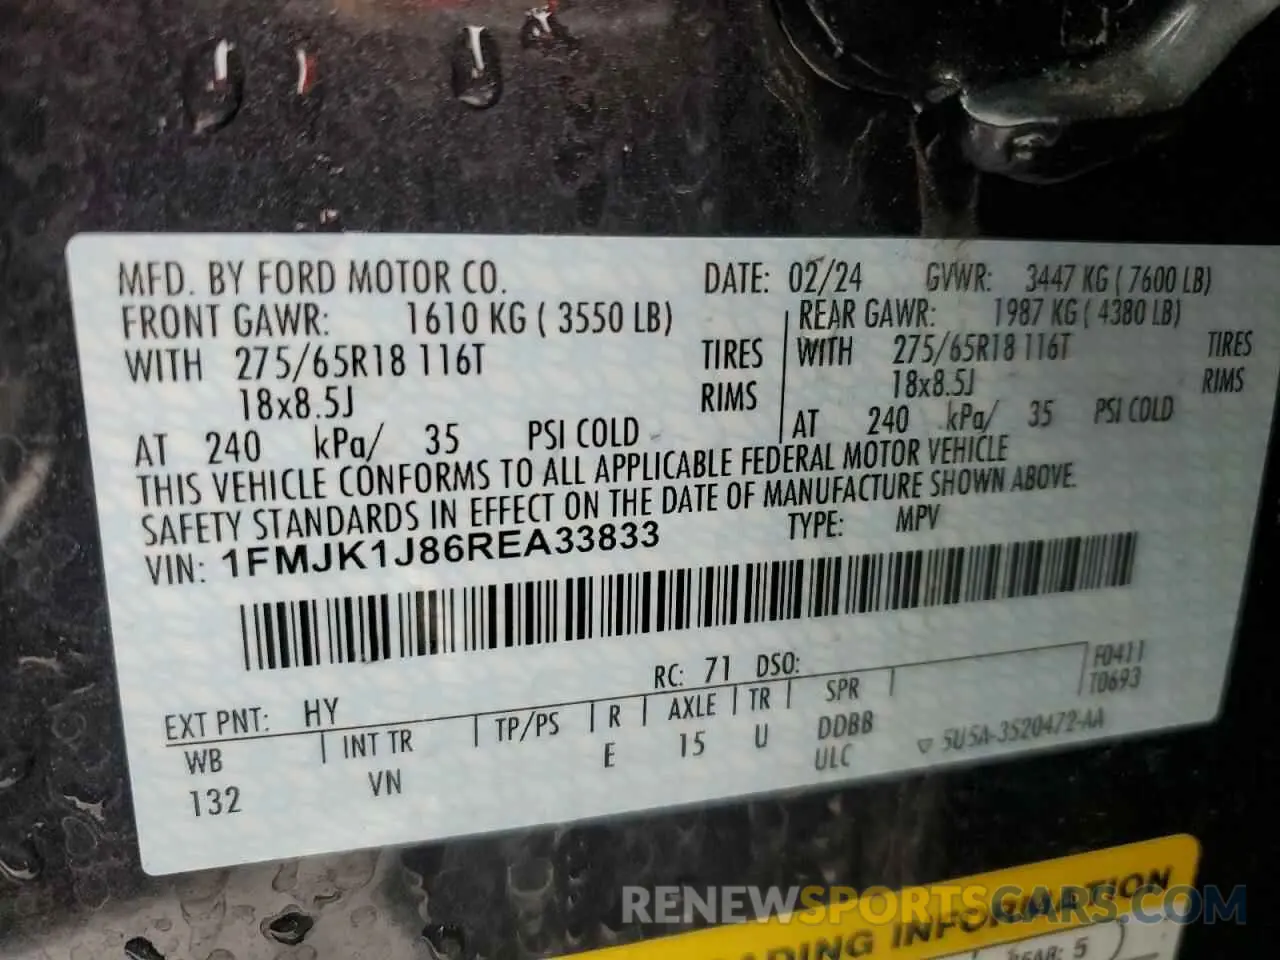 MFD. BY FORD MOTOR CO. DATE: 02/24 GVWR: 3447 KG ( 7600 LB)
FRONT GAWR: 1610 KG ( 3550 LB) REAR GAWR: 1987 KG ( 4380 LB)
WITH 275/65R18 116T TIRES WITH 275/65R18 116T TIRES
18x8.5J RIMS 18x8.5J RIMS
AT 240 kPa/ 35 PSI COLD AT 240 kPa/ 35 PSI COLD
THIS VEHICLE CONFORMS TO ALL APPLICABLE FEDERAL MOTOR VEHICLE
SAFETY STANDARDS IN EFFECT ON THE DATE OF MANUFACTURE SHOWN ABOVE.
VIN: 1FMJK1J86REA33833 TYPE: MPV
RC: 71 DSO: F0411
EXT PNT: HY T0693
WB INT TR TP/PS R AXLE TR SPR
132 VN E 15 U DDBB
ULC 5U5A-3520472-AA
RENEWSPORTSCARS.COM
ADING INFORMATION
REAR: 5